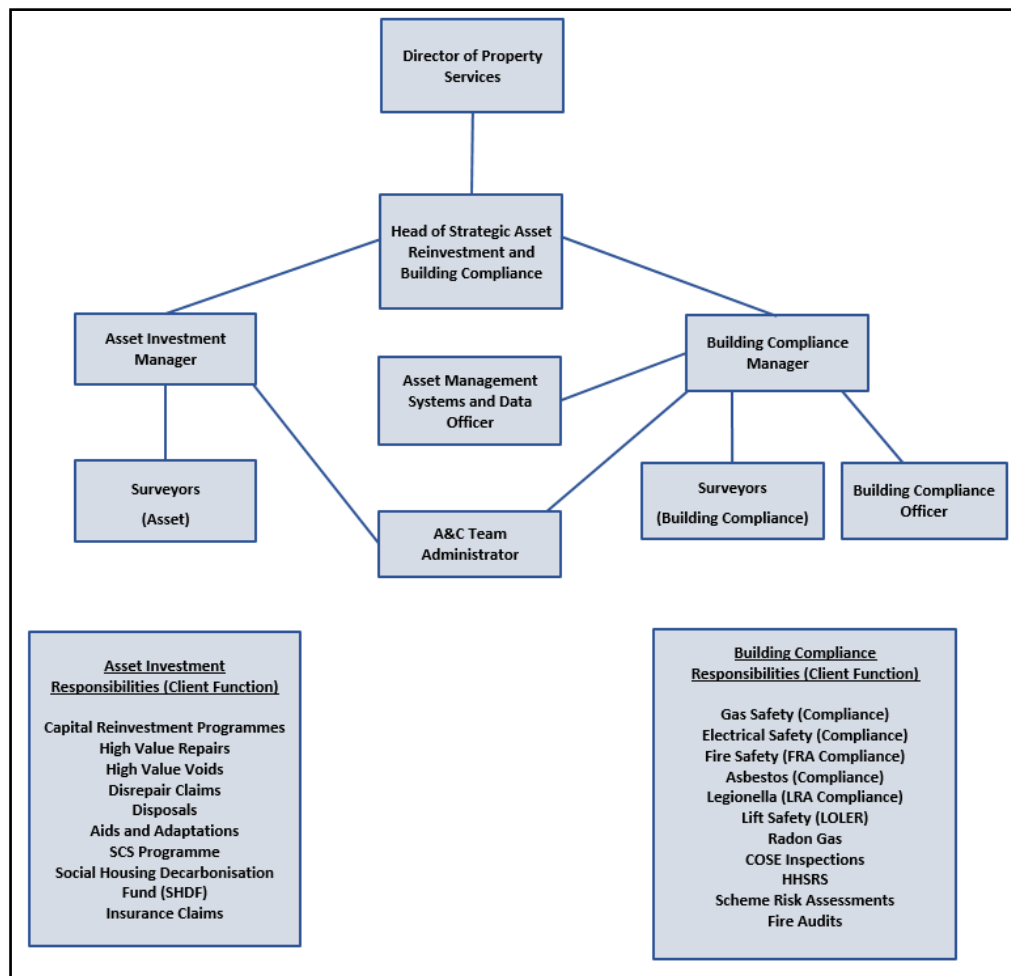 Director of Property
Services
Head of Strategic Asset
Reinvestment and
Building Compliance
Asset Investment
Manager
Building Compliance
Manager
Asset Management
Systems and Data
Officer
Surveyors
(Asset)
Surveyors
(Building Compliance)
Building Compliance
Officer
A&C Team
Administrator
Asset Investment
Responsibilities (Client Function)
Capital Reinvestment Programmes
High Value Repairs
High Value Voids
Disrepair Claims
Disposals
Aids and Adaptations
SCS Programme
Social Housing Decarbonisation
Fund (SHDF)
Insurance Claims
Building Compliance
Responsibilities (Client Function)
Gas Safety (Compliance)
Electrical Safety (Compliance)
Fire Safety (FRA Compliance)
Asbestos (Compliance)
Legionella (LRA Compliance)
Lift Safety (LOLER)
Radon Gas
COSE Inspections
HHSRS
Scheme Risk Assessments
Fire Audits